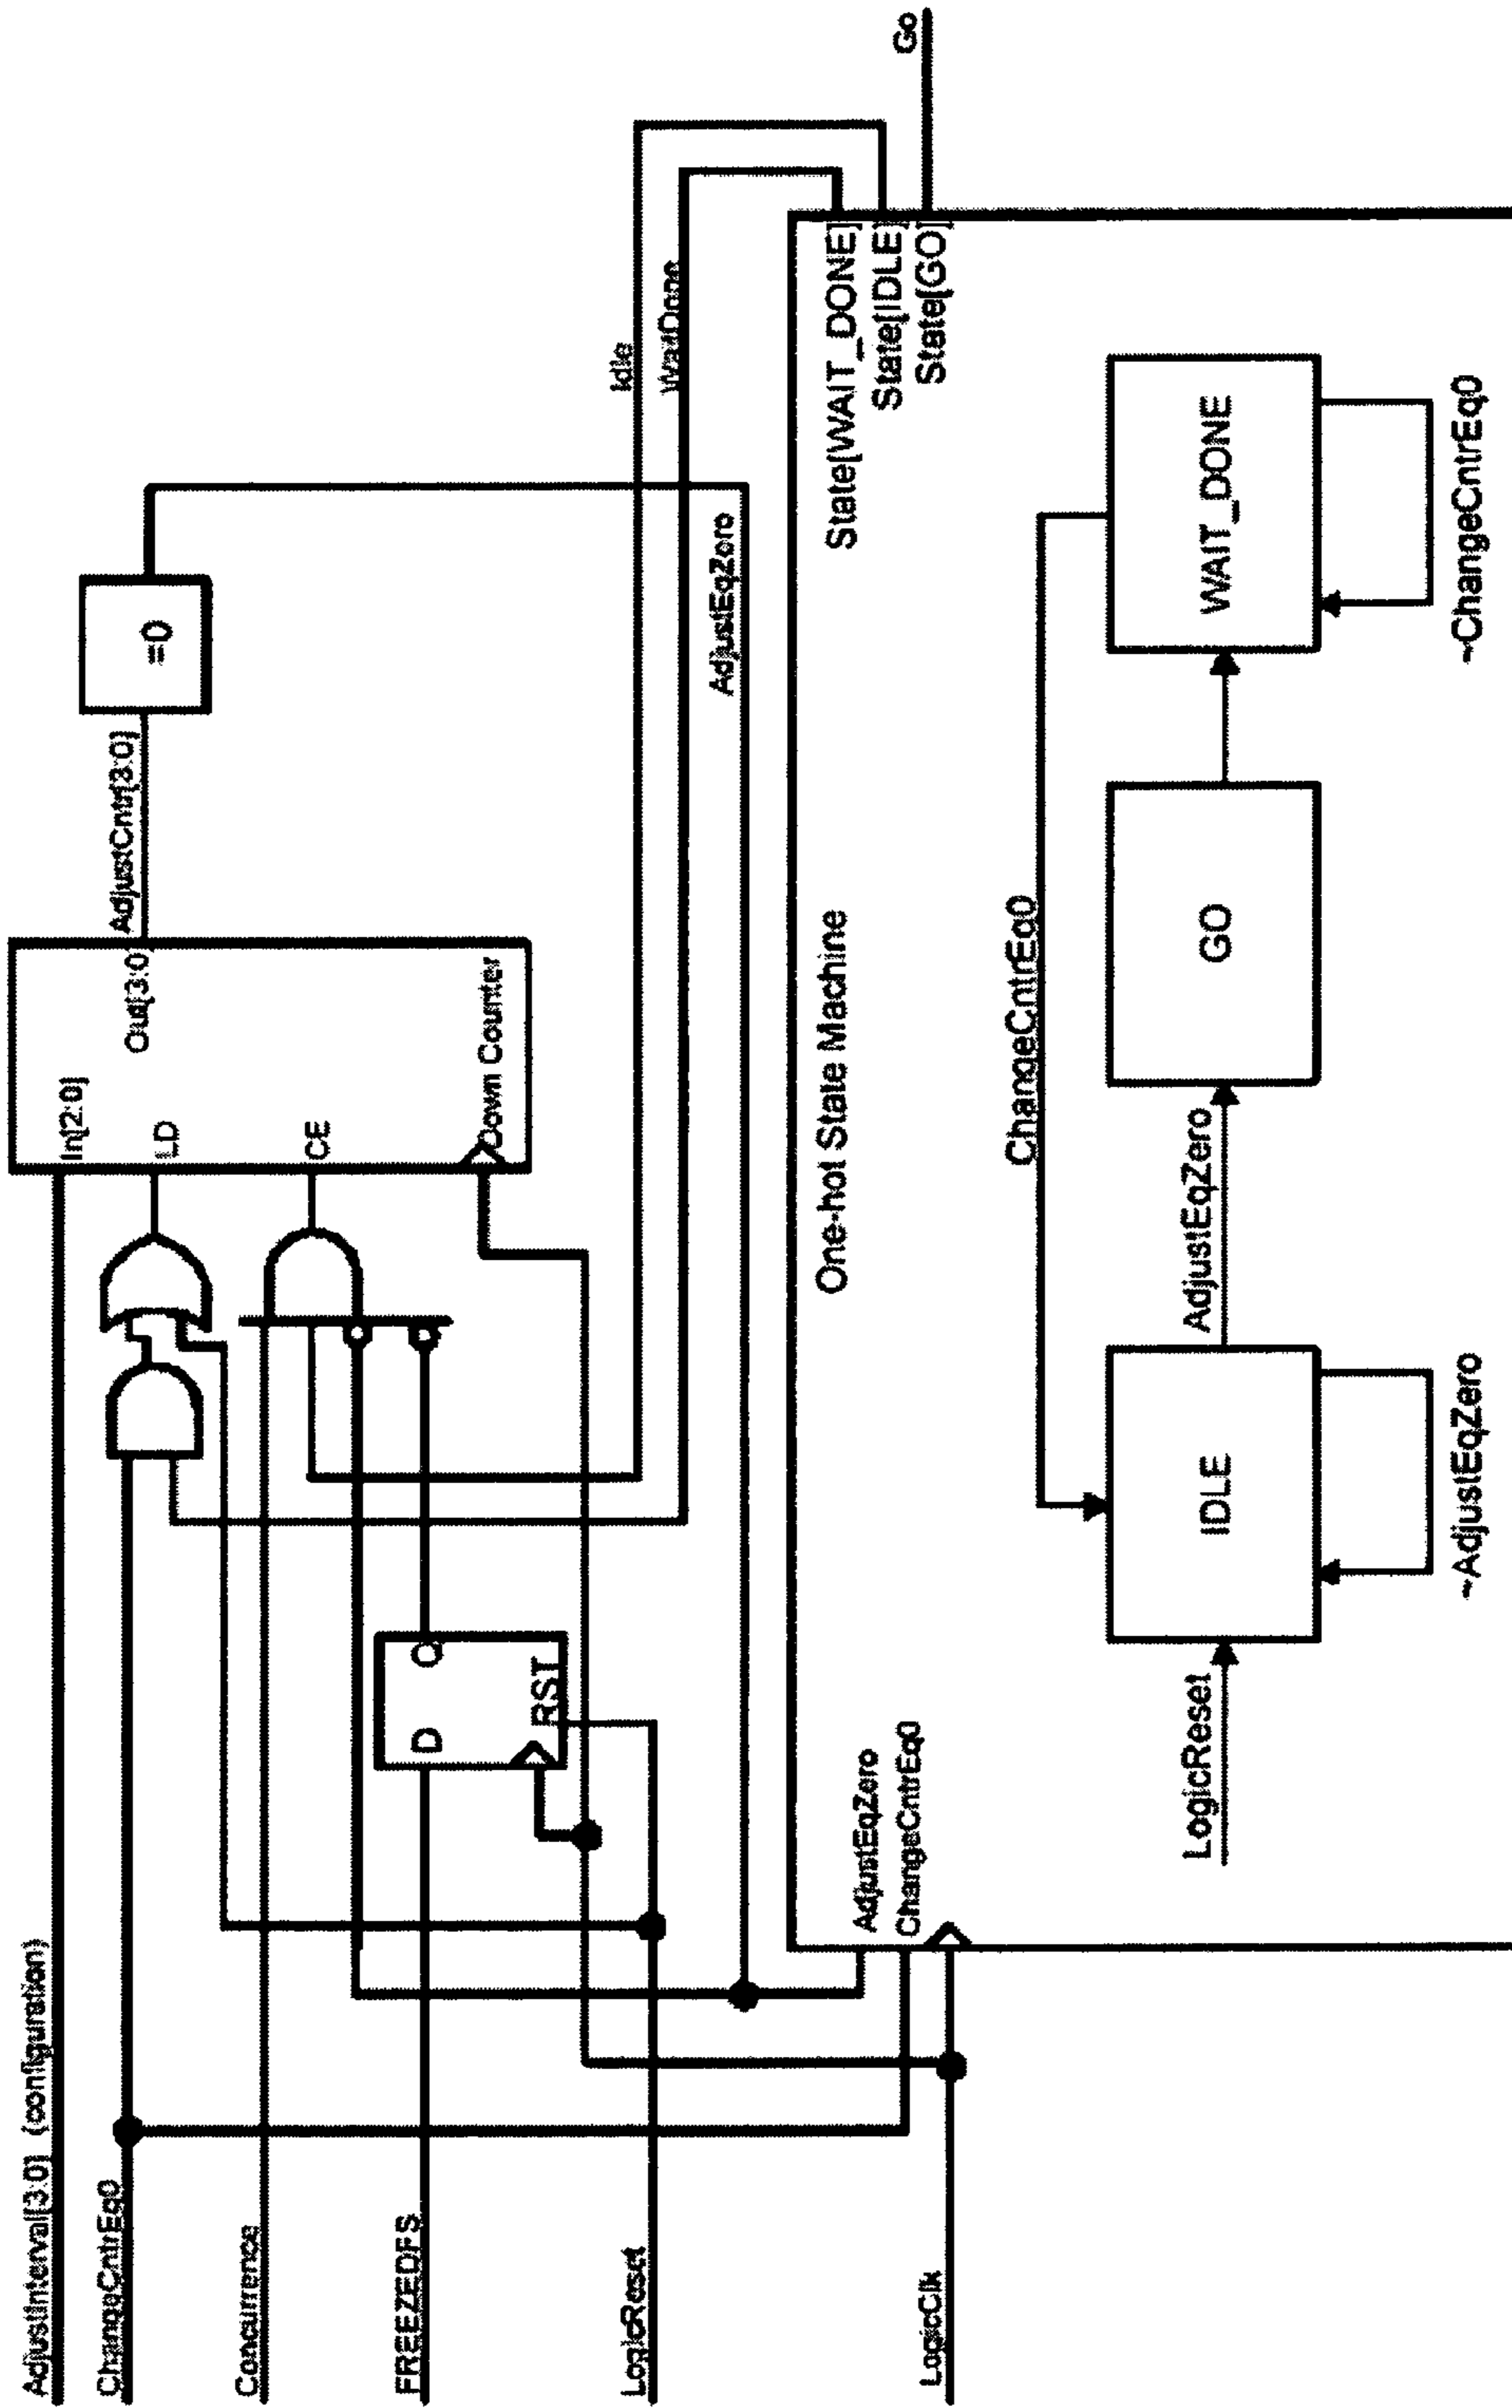 AdjustInterval[3:0] (configuration)
ChangeCntrEq0
Concurrence
FREEZEDFS
LogicReset
LogicClk
D
Q
RST
In[2:0]
LD
CE
Out[3:0]
Down Counter
AdjustCntr[3:0]
=0
Idle
WaitDone
AdjustEqZero
Go
AdjustEqZero
ChangeCntrEq0
One-hot State Machine
State[WAIT_DONE]
State[IDLE]
State[GO]
ChangeCntrEq0
LogicReset
IDLE
AdjustEqZero
GO
WAIT_DONE
~AdjustEqZero
~ChangeCntrEq0